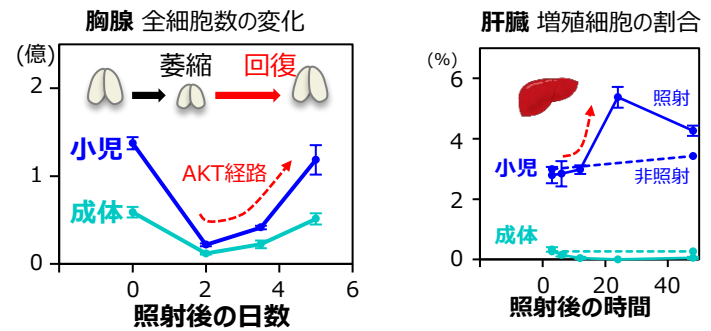 胸腺 全細胞数の変化
(億)
2
1
0
萎縮
回復
小児
AKT経路
成体
0
2
4
6
照射後の日数
肝臓 増殖細胞の割合
(%)
6
4
2
0
照射
小児
非照射
成体
0
20
40
照射後の時間